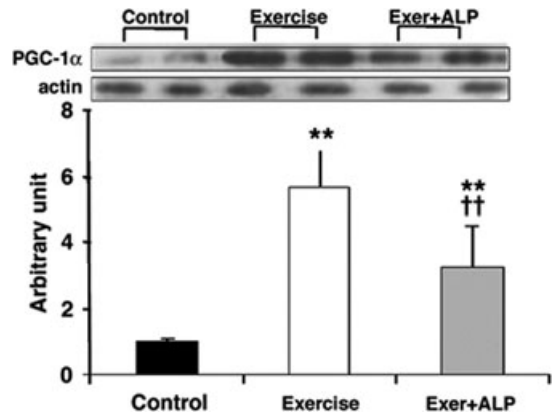 Control Exercise Exer+ALP
PGC-1α
actin
Arbitrary unit
8
6
4
2
0
**
**
††
Control Exercise Exer+ALP